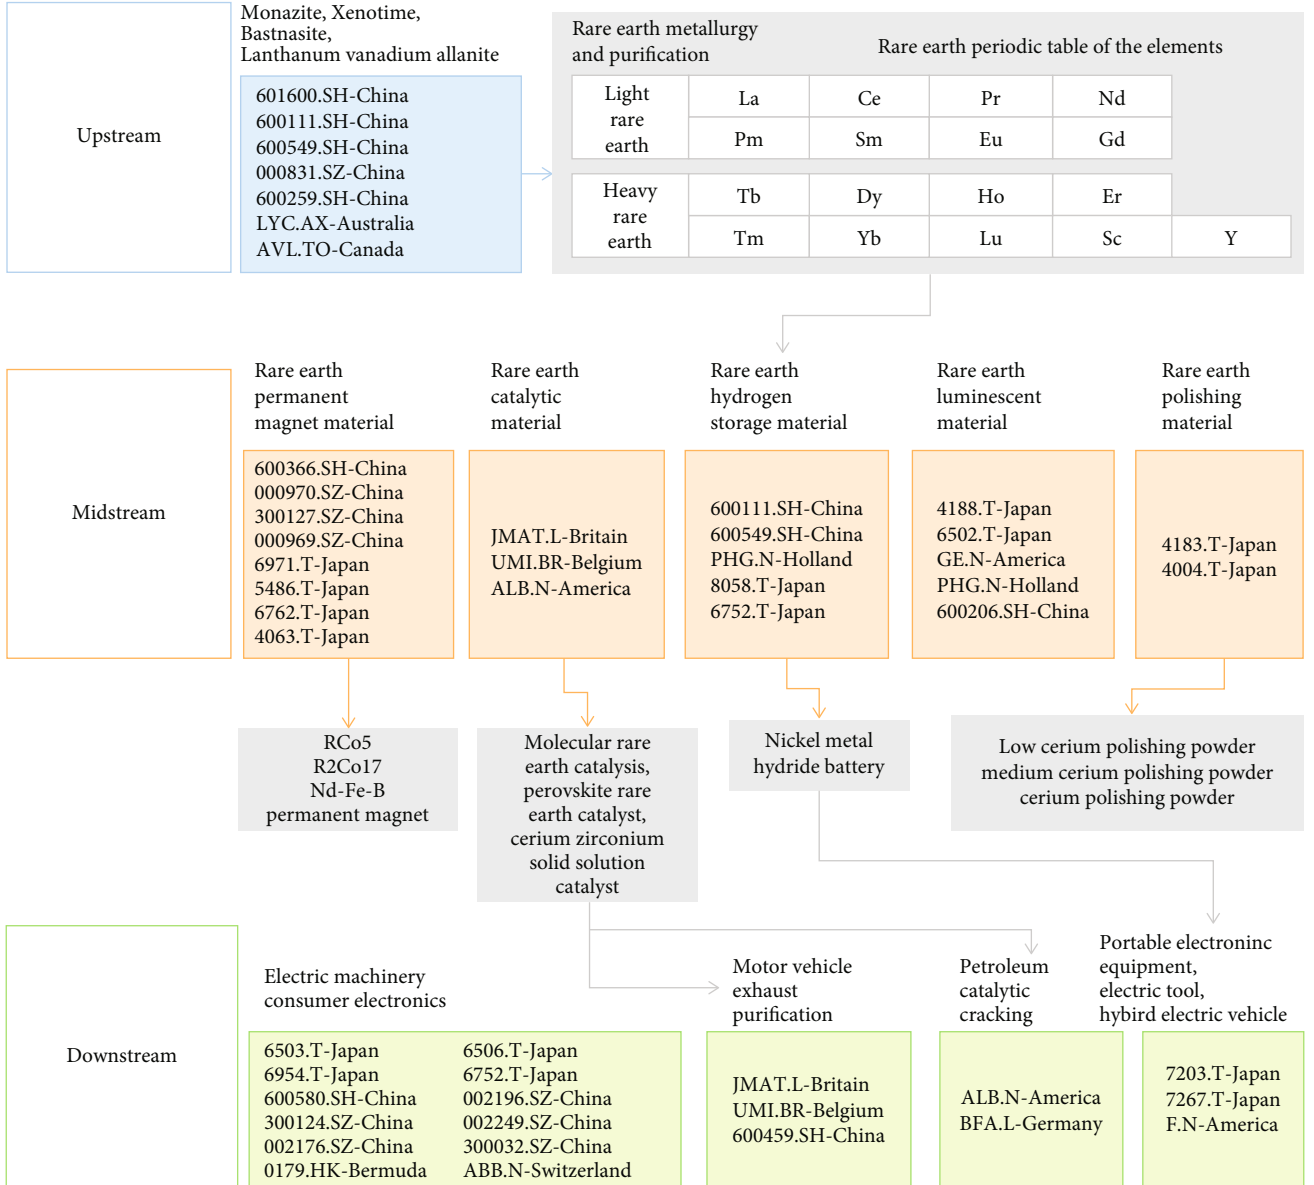 Upstream
Monazite, Xenotime,
Bastnasite,
Lanthanum vanadium allanite
601600.SH-China
600111.SH-China
600549.SH-China
000831.SZ-China
600259.SH-China
LYC.AX-Australia
AVL.TO-Canada
Rare earth metallurgy
and purification
Rare earth periodic table of the elements
Light
rare
earth
La Ce Pr Nd
Pm Sm Eu Gd
Heavy
rare
earth
Tb Dy Ho Er
Tm Yb Lu Sc Y
Midstream
Rare earth
permanent
magnet material
600366.SH-China
000970.SZ-China
300127.SZ-China
000969.SZ-China
6971.T-Japan
5486.T-Japan
6762.T-Japan
4063.T-Japan
Rare earth
catalytic
material
JMAT.L-Britain
UMI.BR-Belgium
ALB.N-America
Rare earth
hydrogen
storage material
600111.SH-China
600549.SH-China
PHG.N-Holland
8058.T-Japan
6752.T-Japan
Rare earth
luminescent
material
4188.T-Japan
6502.T-Japan
GE.N-America
PHG.N-Holland
600206.SH-China
Rare earth
polishing
material
4183.T-Japan
4004.T-Japan
RCo5
R2Co17
Nd-Fe-B
permanent magnet
Molecular rare
earth catalysis,
perovskite rare
earth catalyst,
cerium zirconium
solid solution
catalyst
Nickel metal
hydride battery
Low cerium polishing powder
medium cerium polishing powder
cerium polishing powder
Downstream
Electric machinery
consumer electronics
6503.T-Japan
6954.T-Japan
600580.SH-China
300124.SZ-China
002176.SZ-China
0179.HK-Bermuda
6506.T-Japan
6752.T-Japan
002196.SZ-China
002249.SZ-China
300032.SZ-China
ABB.N-Switzerland
Motor vehicle
exhaust
purification
JMAT.L-Britain
UMI.BR-Belgium
600459.SH-China
Petroleum
catalytic
cracking
ALB.N-America
BFA.L-Germany
Portable electroninc
equipment,
electric tool,
hybird electric vehicle
7203.T-Japan
7267.T-Japan
F.N-America